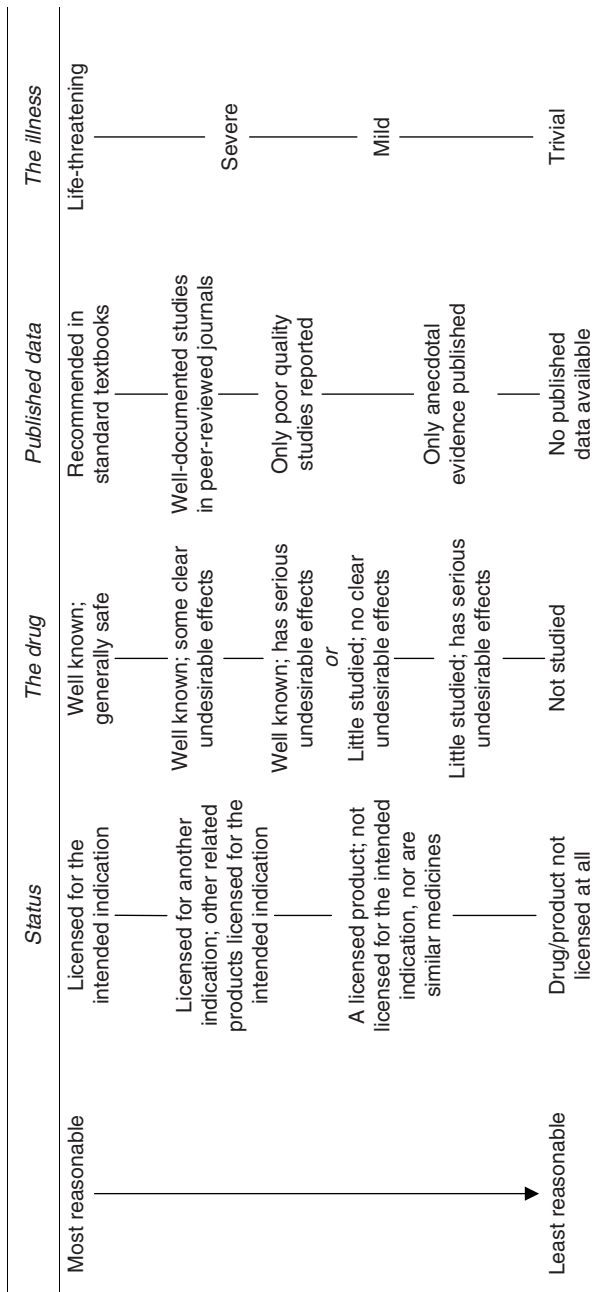 Status
The drug
Published data
The illness
Most reasonable
Least reasonable
Licensed for the
intended indication
Licensed for another
indication; other related
products licensed for the
intended indication
A licensed product; not
licensed for the intended
indication, nor are
similar medicines
Drug/product not
licensed at all
Well known;
generally safe
Well known; some clear
undesirable effects
Well known; has serious
undesirable effects
or
Little studied; no clear
undesirable effects
Little studied; has serious
undesirable effects
Not studied
Recommended in
standard textbooks
Well-documented studies
in peer-reviewed journals
Only poor quality
studies reported
Only anecdotal
evidence published
No published
data available
Life-threatening
Severe
Mild
Trivial